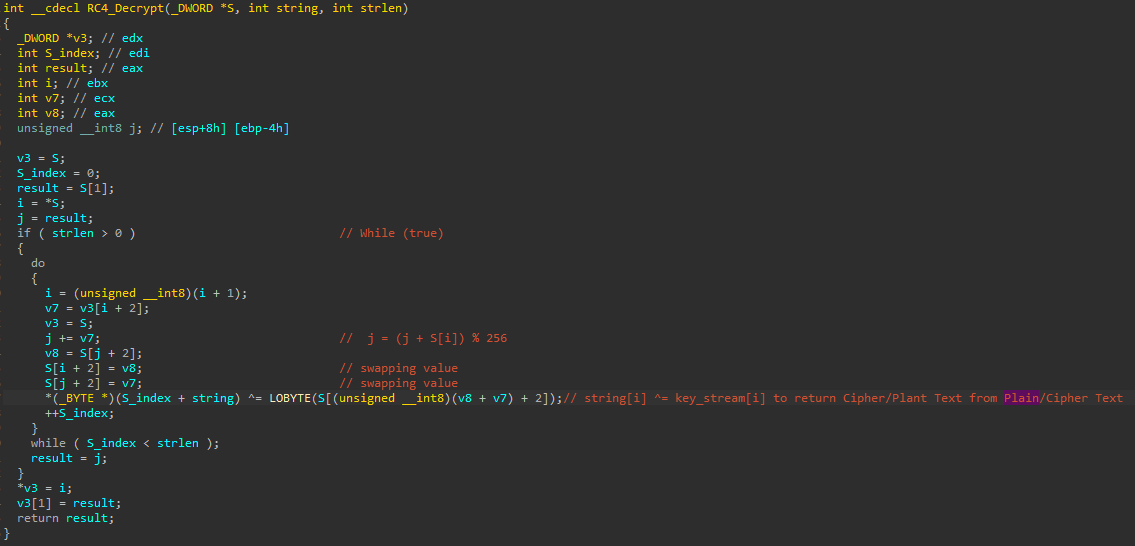 int __cdecl RC4_Decrypt(_DWORD *S, int string, int strlen)
{
  _DWORD *v3; // edx
  int S_index; // edi
  int result; // eax
  int i; // ebx
  int v7; // ecx
  int v8; // eax
  unsigned __int8 j; // [esp+8h] [ebp-4h]

  v3 = S;
  S_index = 0;
  result = S[1];
  i = *S;
  j = result;
  if ( strlen > 0 )                             // While (true)
  {
    do
    {
      i = (unsigned __int8)(i + 1);
      v7 = v3[i + 2];
      v3 = S;
      j += v7;                                  //  j = (j + S[i]) % 256
      v8 = S[j + 2];
      S[i + 2] = v8;                            // swapping value
      S[j + 2] = v7;                            // swapping value
      *(_BYTE *)(S_index + string) ^= LOBYTE(S[(unsigned __int8)(v8 + v7) + 2]);// string[i] ^= key_stream[i] to return Cipher/Plant Text from Plain/Cipher Text
      ++S_index;
    }
    while ( S_index < strlen );
    result = j;
  }
  *v3 = i;
  v3[1] = result;
  return result;
}